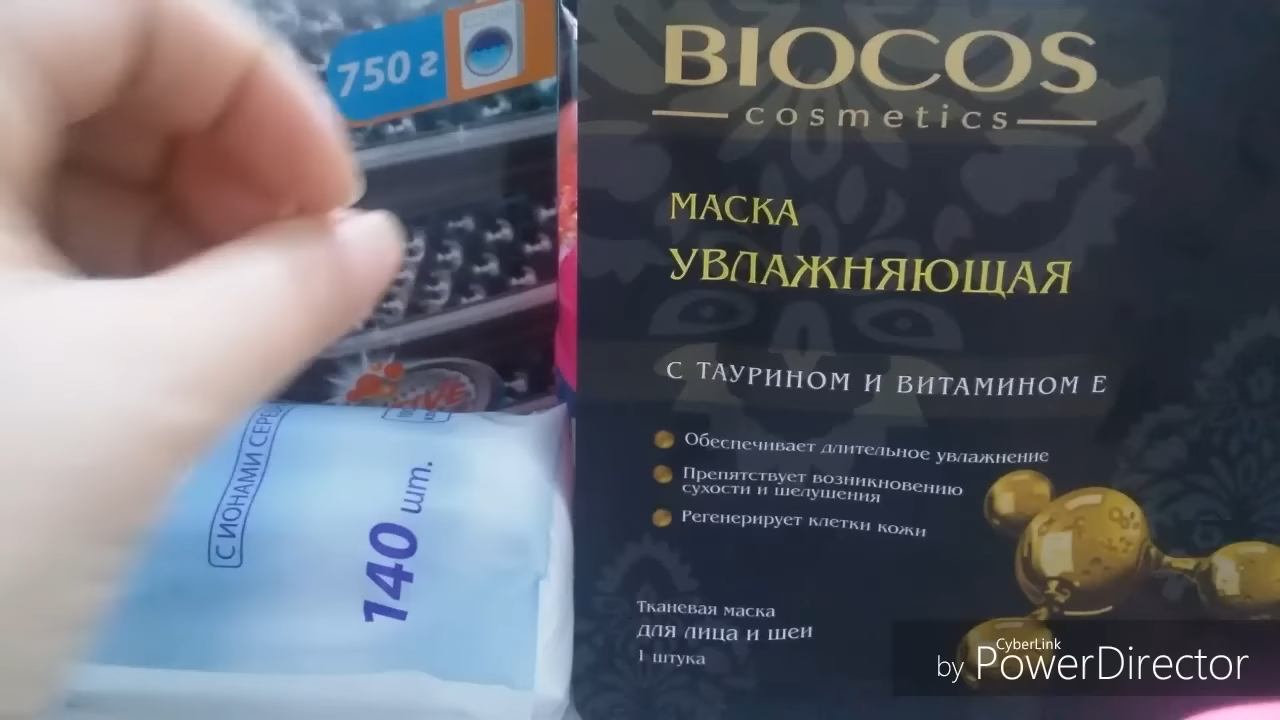 750 г
С ИОНАМИ
140 шт.
BIOCOS
cosmetics
МАСКА
УВЛАЖНЯЮЩАЯ
С ТАУРИНОМ И ВИТАМИНОМ Е
Обеспечивает длительное увлажнение
Препятствует возникновению
сухости и шелушения
Регенерирует клетки кожи
Тканевая маска
для лица и шеи
1 штука
CyberLink
by PowerDirector